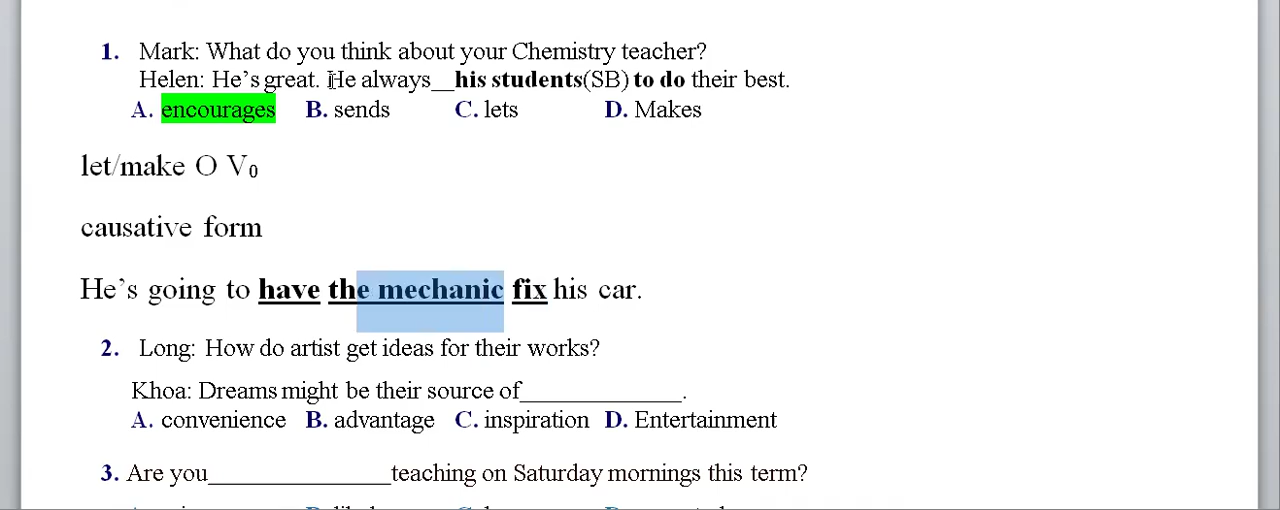 1. Mark: What do you think about your Chemistry teacher?
Helen: He's great. He always__his students(SB) to do their best.
A. encourages B. sends C. lets D. Makes
let/make O V₀
causative form
He's going to have the mechanic fix his car.
2. Long: How do artist get ideas for their works?
Khoa: Dreams might be their source of______________.
A. convenience B. advantage C. inspiration D. Entertainment
3. Are you_______________teaching on Saturday mornings this term?